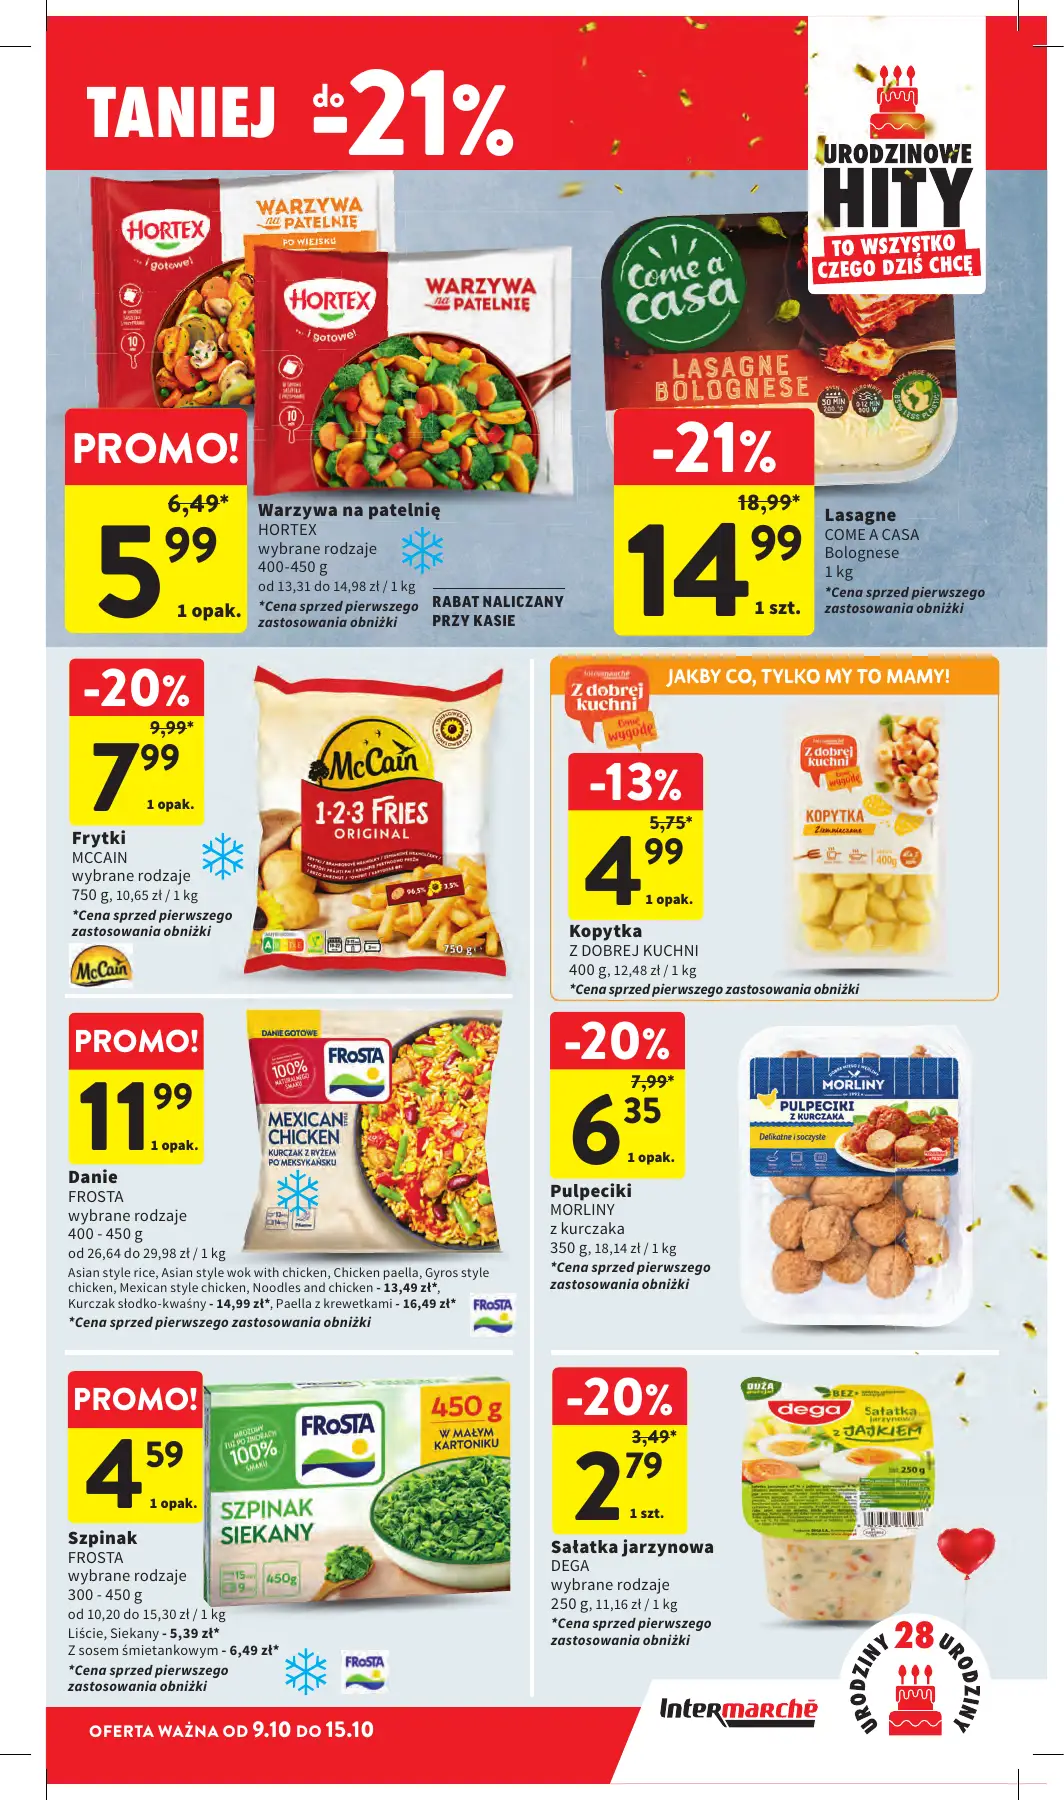 TANIEJ do -21%
URODZINOWE
HITY
TO WSZYSTKO
CZEGO DZIŚ CHCĘ
HORTEX
... i gotowe!
WARZYWA
na PATELNIĘ
PO WIEJSKU
10
HORTEX
... i gotowe!
WARZYWA
na PATELNIĘ
10
PROMO!
6,49*
5 99
1 opak.
Warzywa na patelnię
HORTEX
wybrane rodzaje
400-450 g
od 13,31 do 14,98 zł / 1 kg
*Cena sprzed pierwszego
zastosowania obniżki
RABAT NALICZANY
PRZY KASIE
Come a
casa
LASAGNE
BOLOGNESE
30 MIN
200 °C
-21%
18,99*
14 99
1 szt.
Lasagne
COME A CASA
Bolognese
1 kg
*Cena sprzed pierwszego
zastosowania obniżki
-20%
9,99*
7 99
1 opak.
Frytki
MCCAIN
wybrane rodzaje
750 g, 10,65 zł / 1 kg
*Cena sprzed pierwszego
zastosowania obniżki
McCain
McCain
1·2·3 FRIES
ORIGINAL
96,5%
3,5%
750 g
JAKBY CO, TYLKO MY TO MAMY!
Intermarché
Z dobrej
kuchni
Cenię
wygodę
-13%
5,75*
4 99
1 opak.
Kopytka
Z DOBREJ KUCHNI
400 g, 12,48 zł / 1 kg
*Cena sprzed pierwszego zastosowania obniżki
Z dobrej
kuchni
KOPYTKA
Ziemniaczane
400g
PROMO!
11 99
1 opak.
Danie
FROSTA
wybrane rodzaje
400 - 450 g
od 26,64 do 29,98 zł / 1 kg
Asian style rice, Asian style wok with chicken, Chicken paella, Gyros style
chicken, Mexican style chicken, Noodles and chicken - 13,49 zł*,
Kurczak słodko-kwaśny - 14,99 zł*, Paella z krewetkami - 16,49 zł*
*Cena sprzed pierwszego zastosowania obniżki
FRoSTA
DANIE GOTOWE
FRoSTA
100%
NATURALNEGO
SMAKU
MEXICAN
STYLE
CHICKEN
KURCZAK Z RYŻEM
PO MEKSYKAŃSKU
-20%
7,99*
6 35
1 opak.
Pulpeciki
MORLINY
z kurczaka
350 g, 18,14 zł / 1 kg
*Cena sprzed pierwszego
zastosowania obniżki
MORLINY
PULPECIKI
Z KURCZAKA
Delikatne i soczyste
PROMO!
4 59
1 opak.
Szpinak
FROSTA
wybrane rodzaje
300 - 450 g
od 10,20 do 15,30 zł / 1 kg
Liście, Siekany - 5,39 zł*
Z sosem śmietankowym - 6,49 zł*
*Cena sprzed pierwszego
zastosowania obniżki
FRoSTA
MROŻONY
TUŻ PO ZBIORACH
100%
SMAKU
FRoSTA
450 g
W MAŁYM
KARTONIKU
SZPINAK
SIEKANY
450g
-20%
3,49*
2 79
1 szt.
Sałatka jarzynowa
DEGA
wybrane rodzaje
250 g, 11,16 zł / 1 kg
*Cena sprzed pierwszego
zastosowania obniżki
DUŻA
BEZ
dega
Sałatka
jarzynowa
z JAJKIEM
250 g
OFERTA WAŻNA OD 9.10 DO 15.10
Intermarché
URODZINY 28 URODZINY